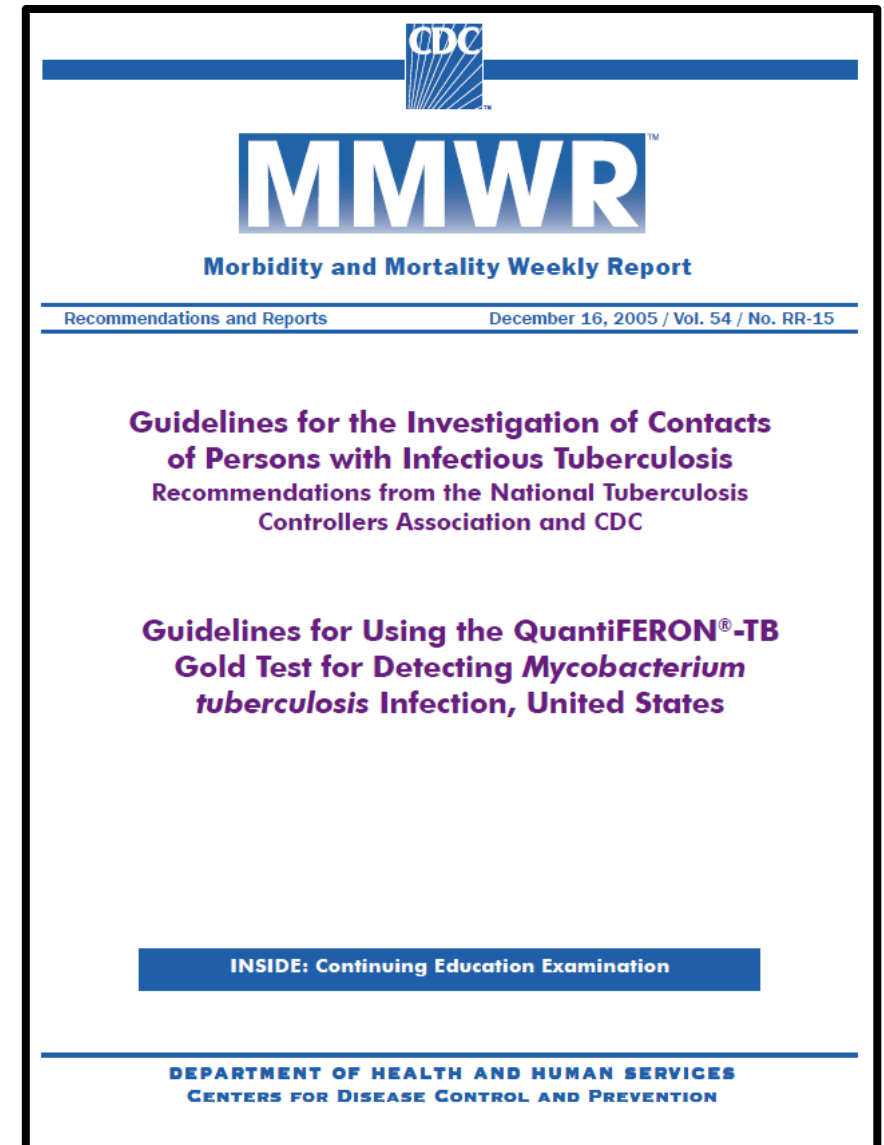 CDC
TM
MMWR™
Morbidity and Mortality Weekly Report
Recommendations and Reports December 16, 2005 / Vol. 54 / No. RR-15
Guidelines for the Investigation of Contacts
of Persons with Infectious Tuberculosis
Recommendations from the National Tuberculosis
Controllers Association and CDC
Guidelines for Using the QuantiFERON®-TB
Gold Test for Detecting Mycobacterium
tuberculosis Infection, United States
INSIDE: Continuing Education Examination
DEPARTMENT OF HEALTH AND HUMAN SERVICES
CENTERS FOR DISEASE CONTROL AND PREVENTION